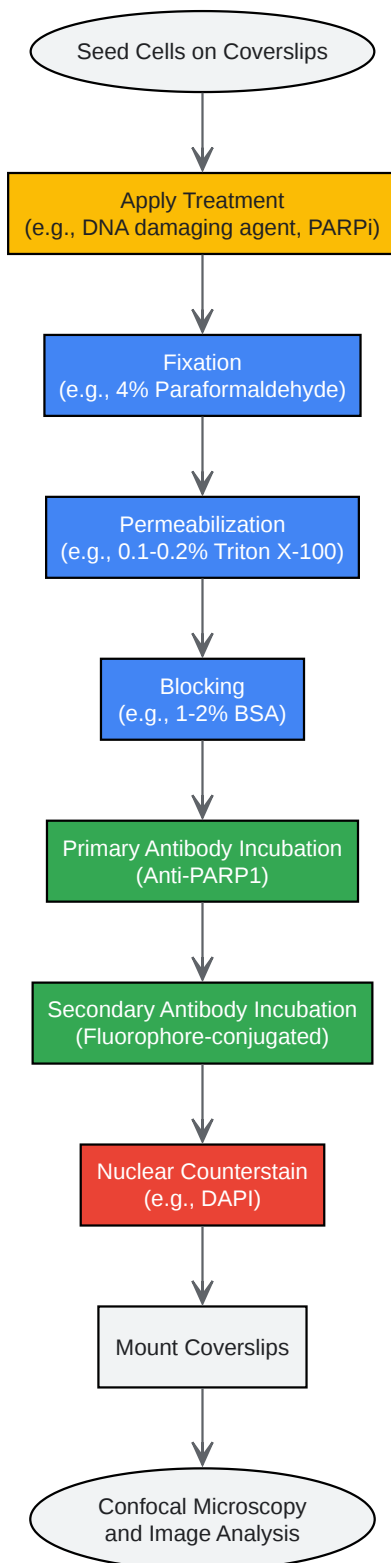 Seed Cells on Coverslips
Apply Treatment
(e.g., DNA damaging agent, PARPi)
Fixation
(e.g., 4% Paraformaldehyde)
Permeabilization
(e.g., 0.1-0.2% Triton X-100)
Blocking
(e.g., 1-2% BSA)
Primary Antibody Incubation
(Anti-PARP1)
Secondary Antibody Incubation
(Fluorophore-conjugated)
Nuclear Counterstain
(e.g., DAPI)
Mount Coverslips
Confocal Microscopy
and Image Analysis